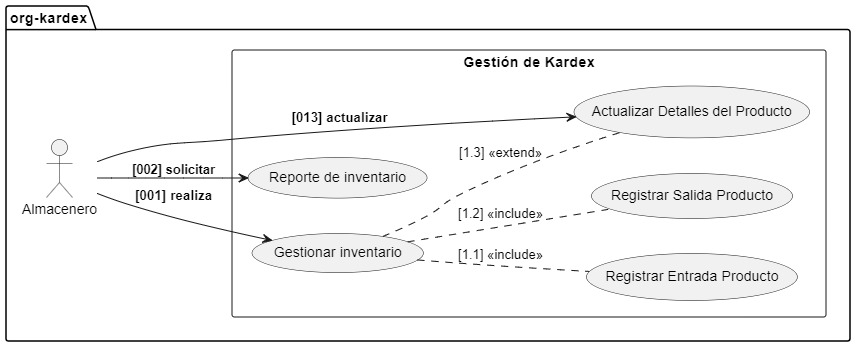 org-kardex
Gestión de Kardex
[013] actualizar
Actualizar Detalles del Producto
[1.3] «extend»
[002] solicitar
Reporte de inventario
Almacenero
[001] realiza
Registrar Salida Producto
[1.2] «include»
Gestionar inventario
[1.1] «include»
Registrar Entrada Producto